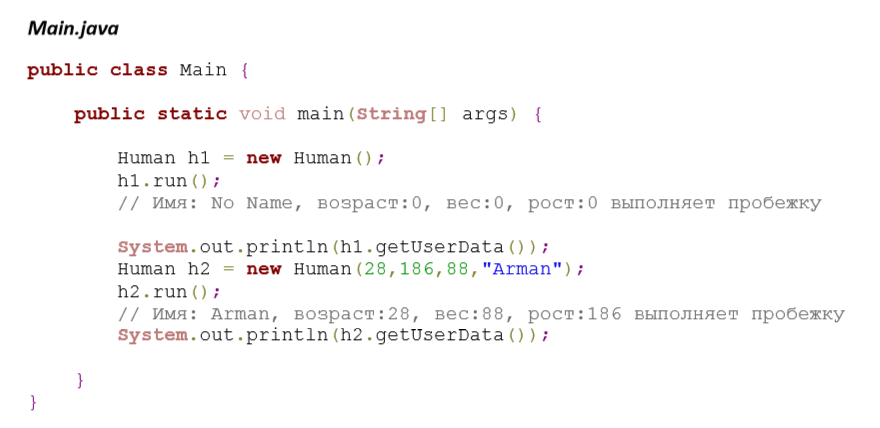 Main.java
public class Main {
public static void main(String[] args) {
Human h1 = new Human();
h1.run();
// Имя: No Name, возраст:0, вес:0, рост:0 выполняет пробежку
System.out.println(h1.getUserData());
Human h2 = new Human(28,186,88,"Arman");
h2.run();
// Имя: Arman, возраст:28, вес:88, рост:186 выполняет пробежку
System.out.println(h2.getUserData());
}
}